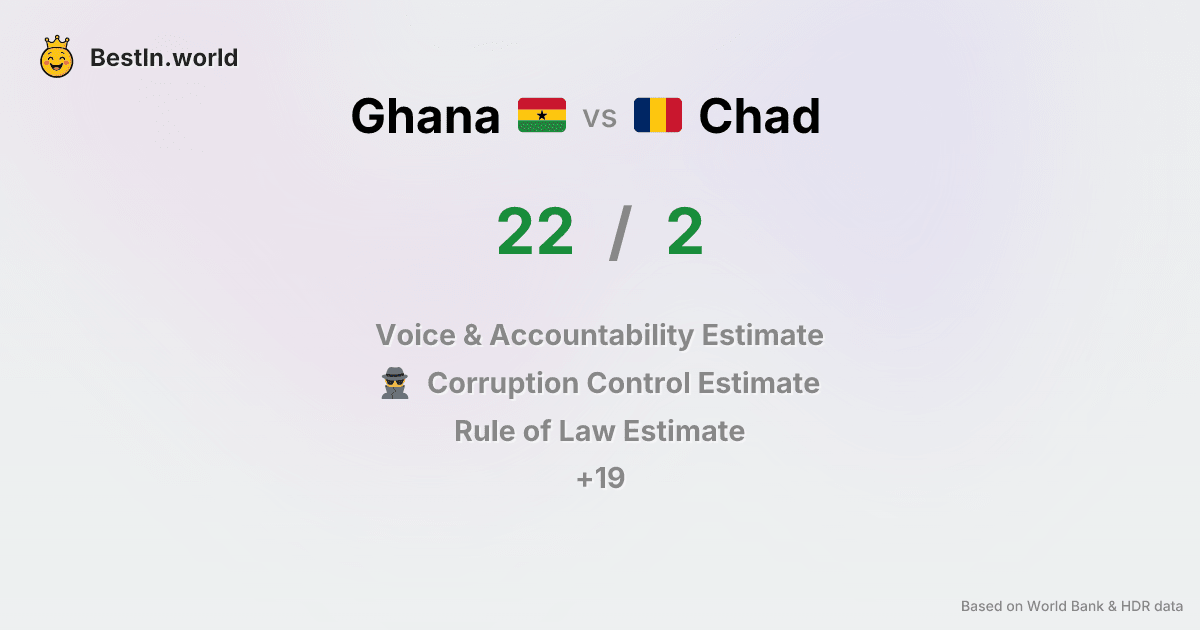 BestIn.world
Ghana vs Chad
22 / 2
Voice & Accountability Estimate
Corruption Control Estimate
Rule of Law Estimate
+19
Based on World Bank & HDR data